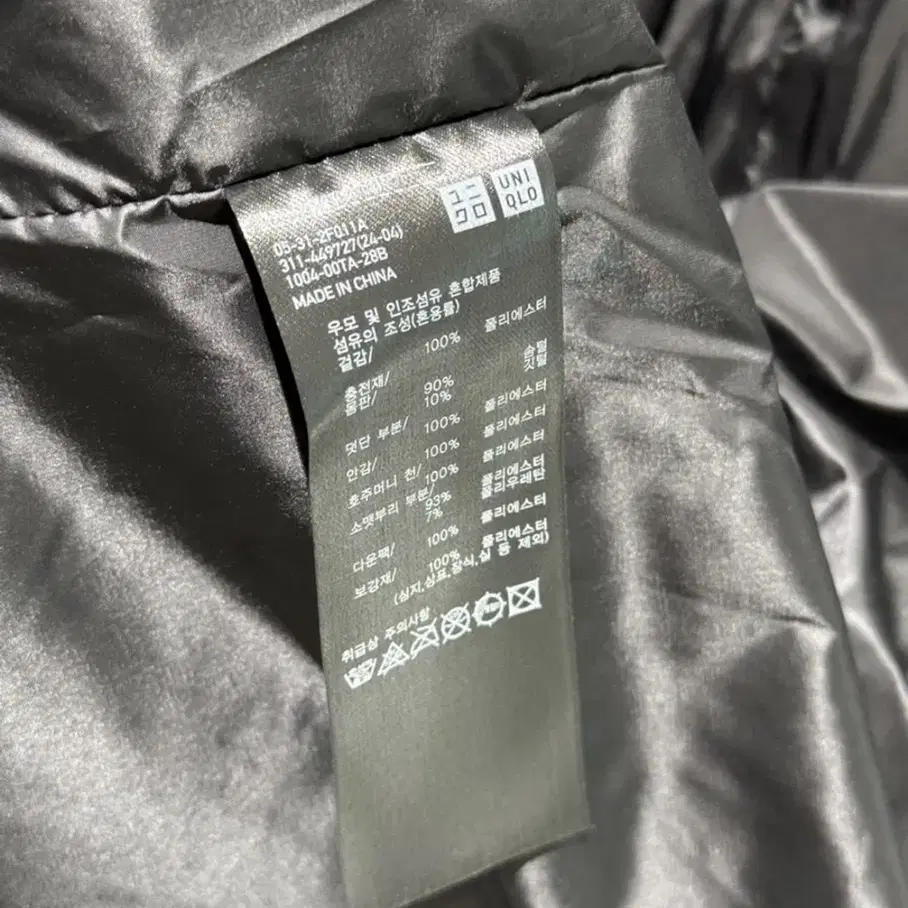 ユニ
クロ
UNI
QLO
05-31-2F011A
311-449727(24-04)
1004-00TA-28B
MADE IN CHINA
우모 및 인조섬유 혼합제품
섬유의 조성(혼용률)
겉감/ 100% 폴리에스터
충전재/ 90% 솜털
몸판/ 10% 깃털
덧단 부분/ 100% 폴리에스터
안감/ 100% 폴리에스터
호주머니 천/ 100% 폴리에스터
소맷부리 부분/ 93% 폴리에스터
7% 폴리우레탄
다운팩/ 100% 폴리에스터
보강재/ 100% 폴리에스터
(심지,상표,장식,실 등 제외)
취급상 주의사항